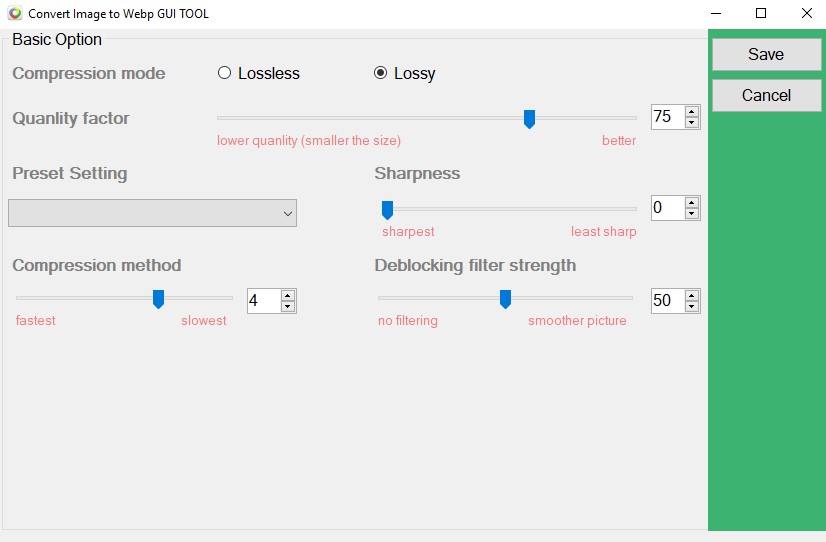 Convert Image to Webp GUI TOOL
Basic Option
Save
Compression mode Lossless Lossy
Cancel
Quanlity factor 75
lower quanlity (smaller the size) better
Preset Setting Sharpness
0
sharpest least sharp
Compression method Deblocking filter strength
4 50
fastest slowest no filtering smoother picture